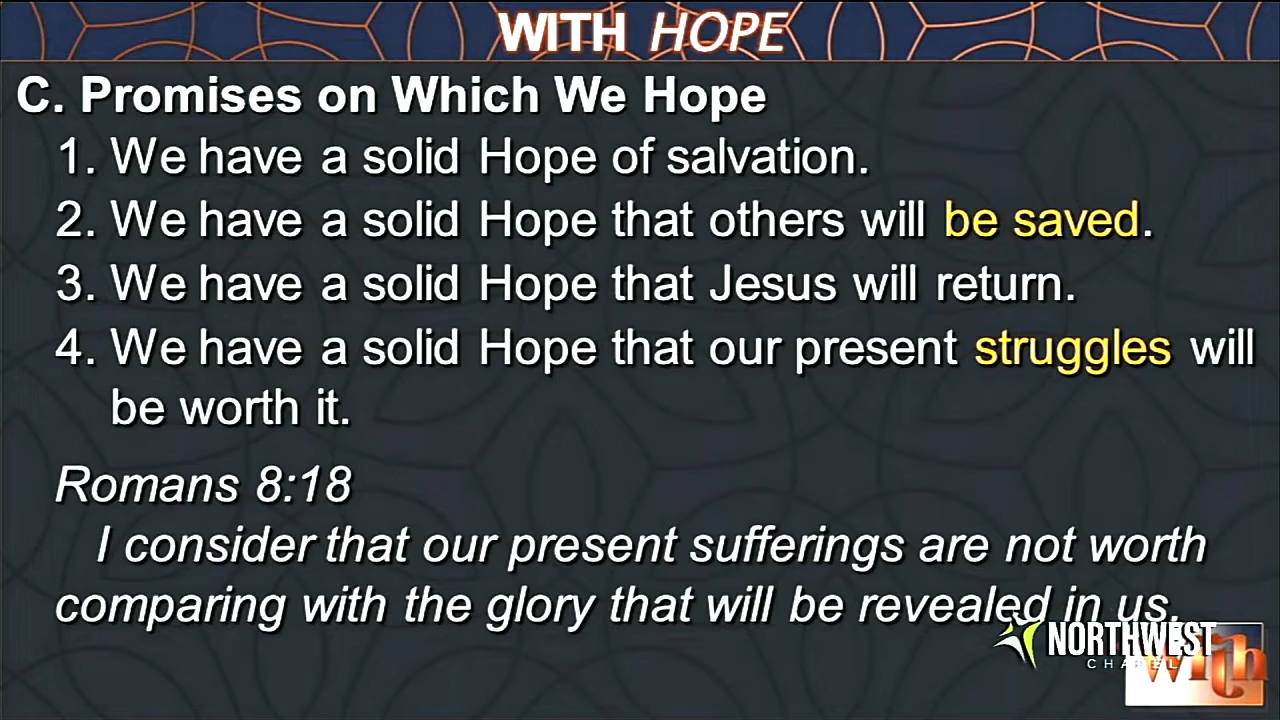 WITH HOPE
C. Promises on Which We Hope
1. We have a solid Hope of salvation.
2. We have a solid Hope that others will be saved.
3. We have a solid Hope that Jesus will return.
4. We have a solid Hope that our present struggles will
be worth it.
Romans 8:18
I consider that our present sufferings are not worth
comparing with the glory that will be revealed in us.
NORTHWEST
CHAPEL
with